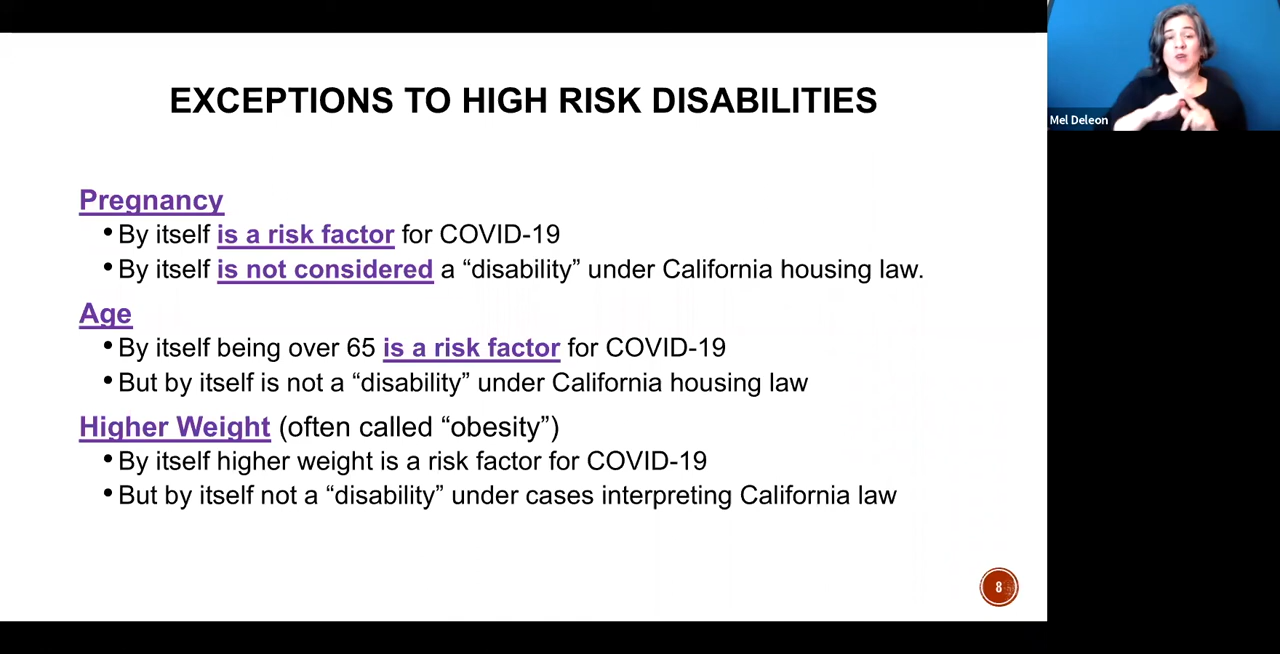 EXCEPTIONS TO HIGH RISK DISABILITIES
Mel Deleon
Pregnancy
• By itself is a risk factor for COVID-19
• By itself is not considered a “disability” under California housing law.
Age
• By itself being over 65 is a risk factor for COVID-19
• But by itself is not a “disability” under California housing law
Higher Weight (often called “obesity”)
• By itself higher weight is a risk factor for COVID-19
• But by itself not a “disability” under cases interpreting California law
8